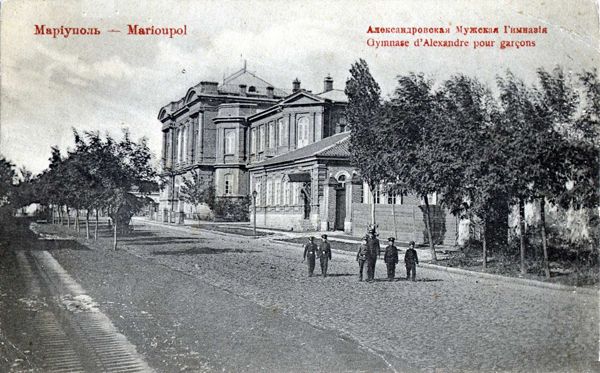 Маріуполь — Marioupol
Александровская Мужская Гимназія
Gymnase d'Alexandre pour garçons